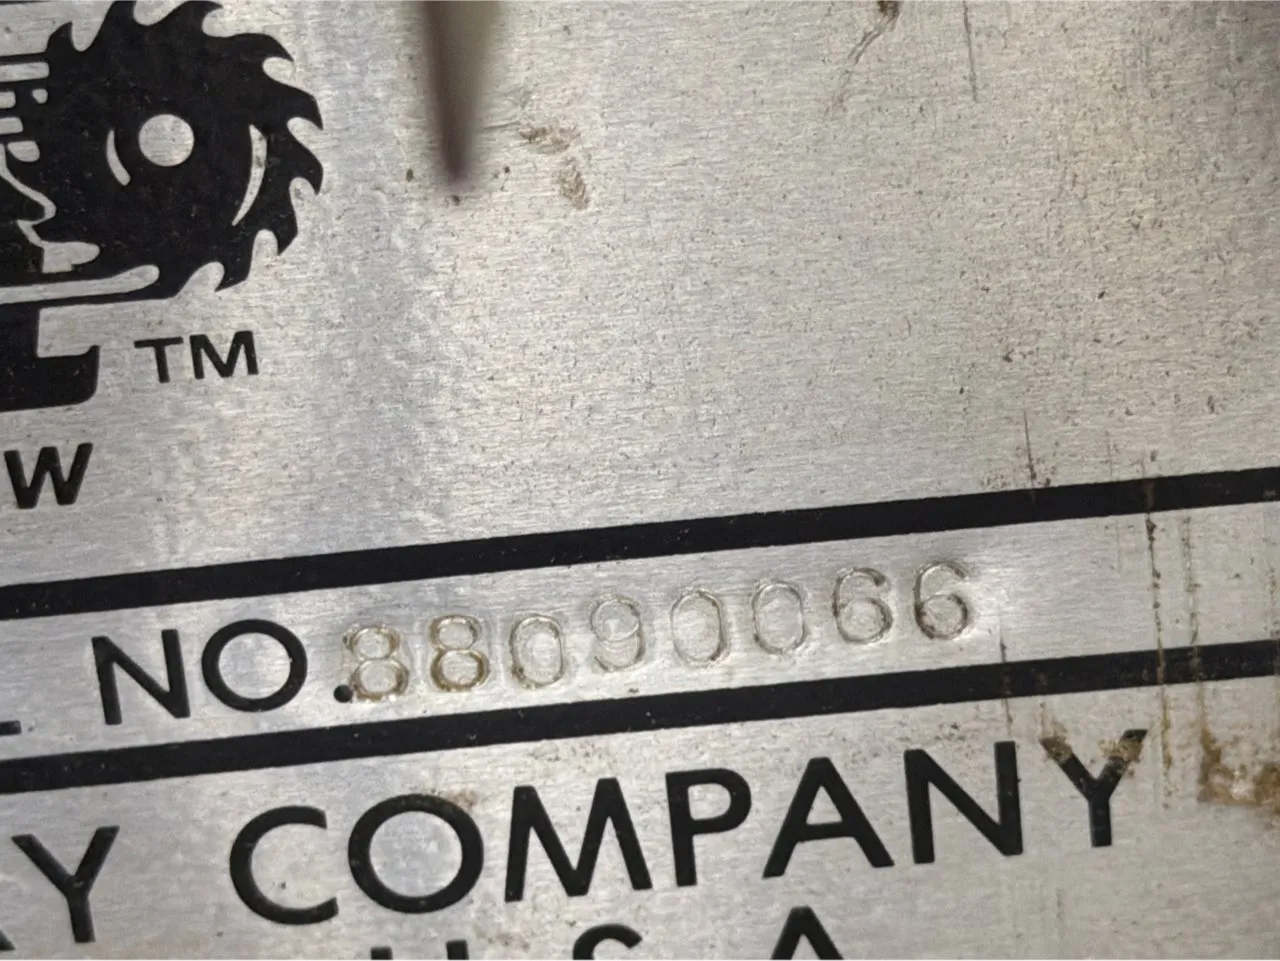 TM
W
NO. 88090066
Y COMPANY
U.S.A